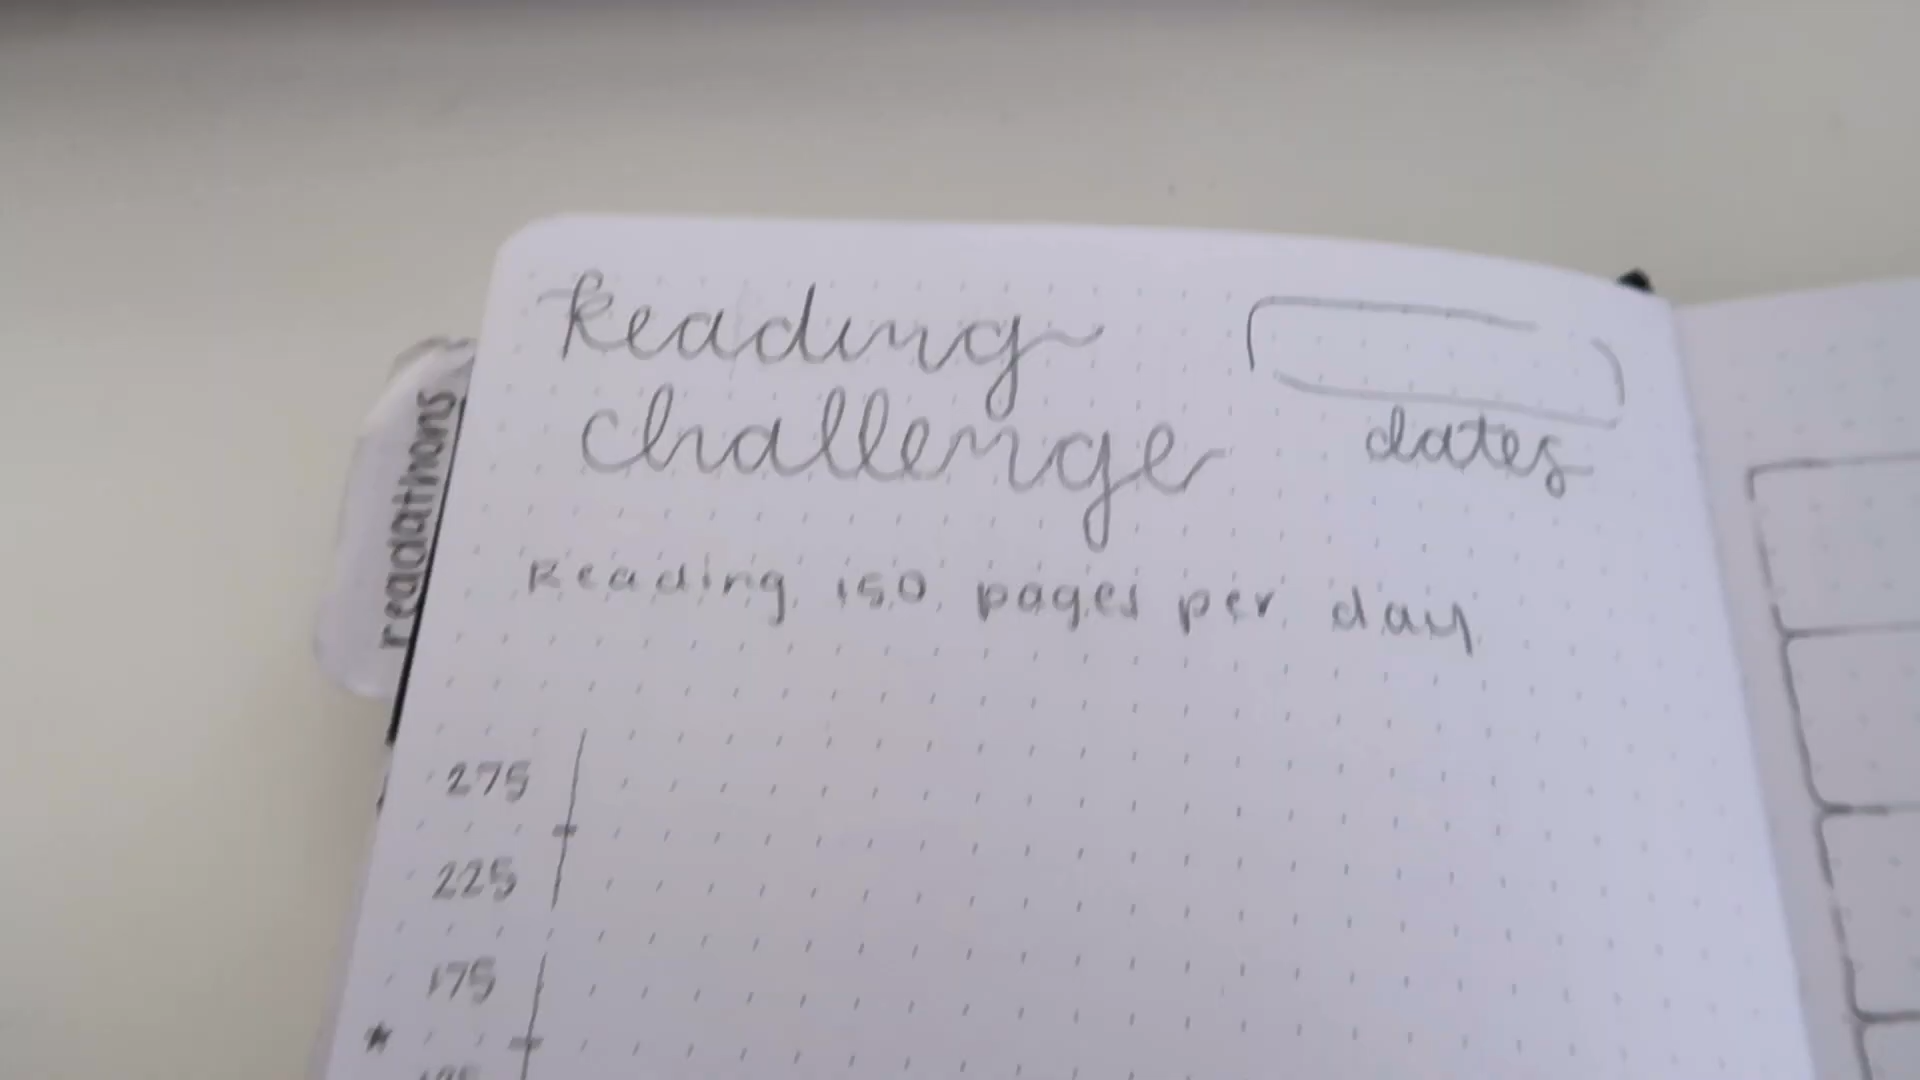 Reading
challenge
dates
readathons
Reading 150 pages per day
275
225
175